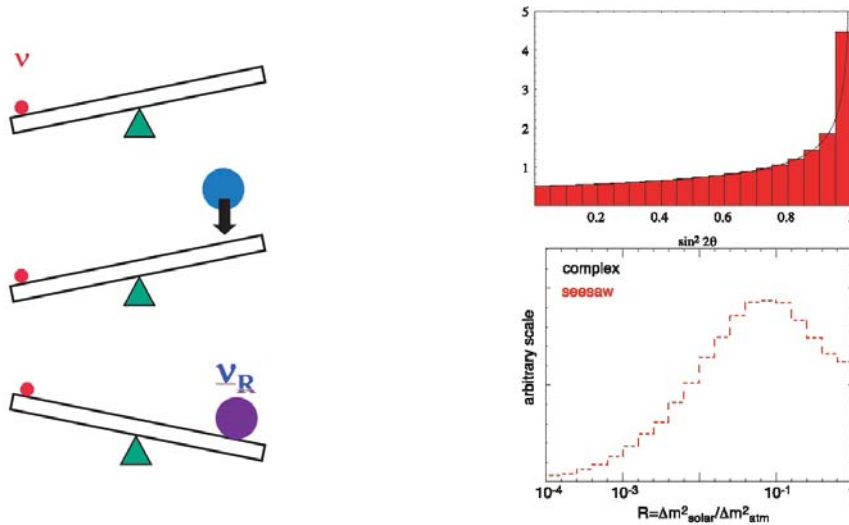 ν
ν_R
5
4
3
2
1
0.2 0.4 0.6 0.8
sin² 2θ
complex
seesaw
arbitrary scale
10⁻⁴ 10⁻³ 10⁻¹
R=Δm²solar/Δm²atm